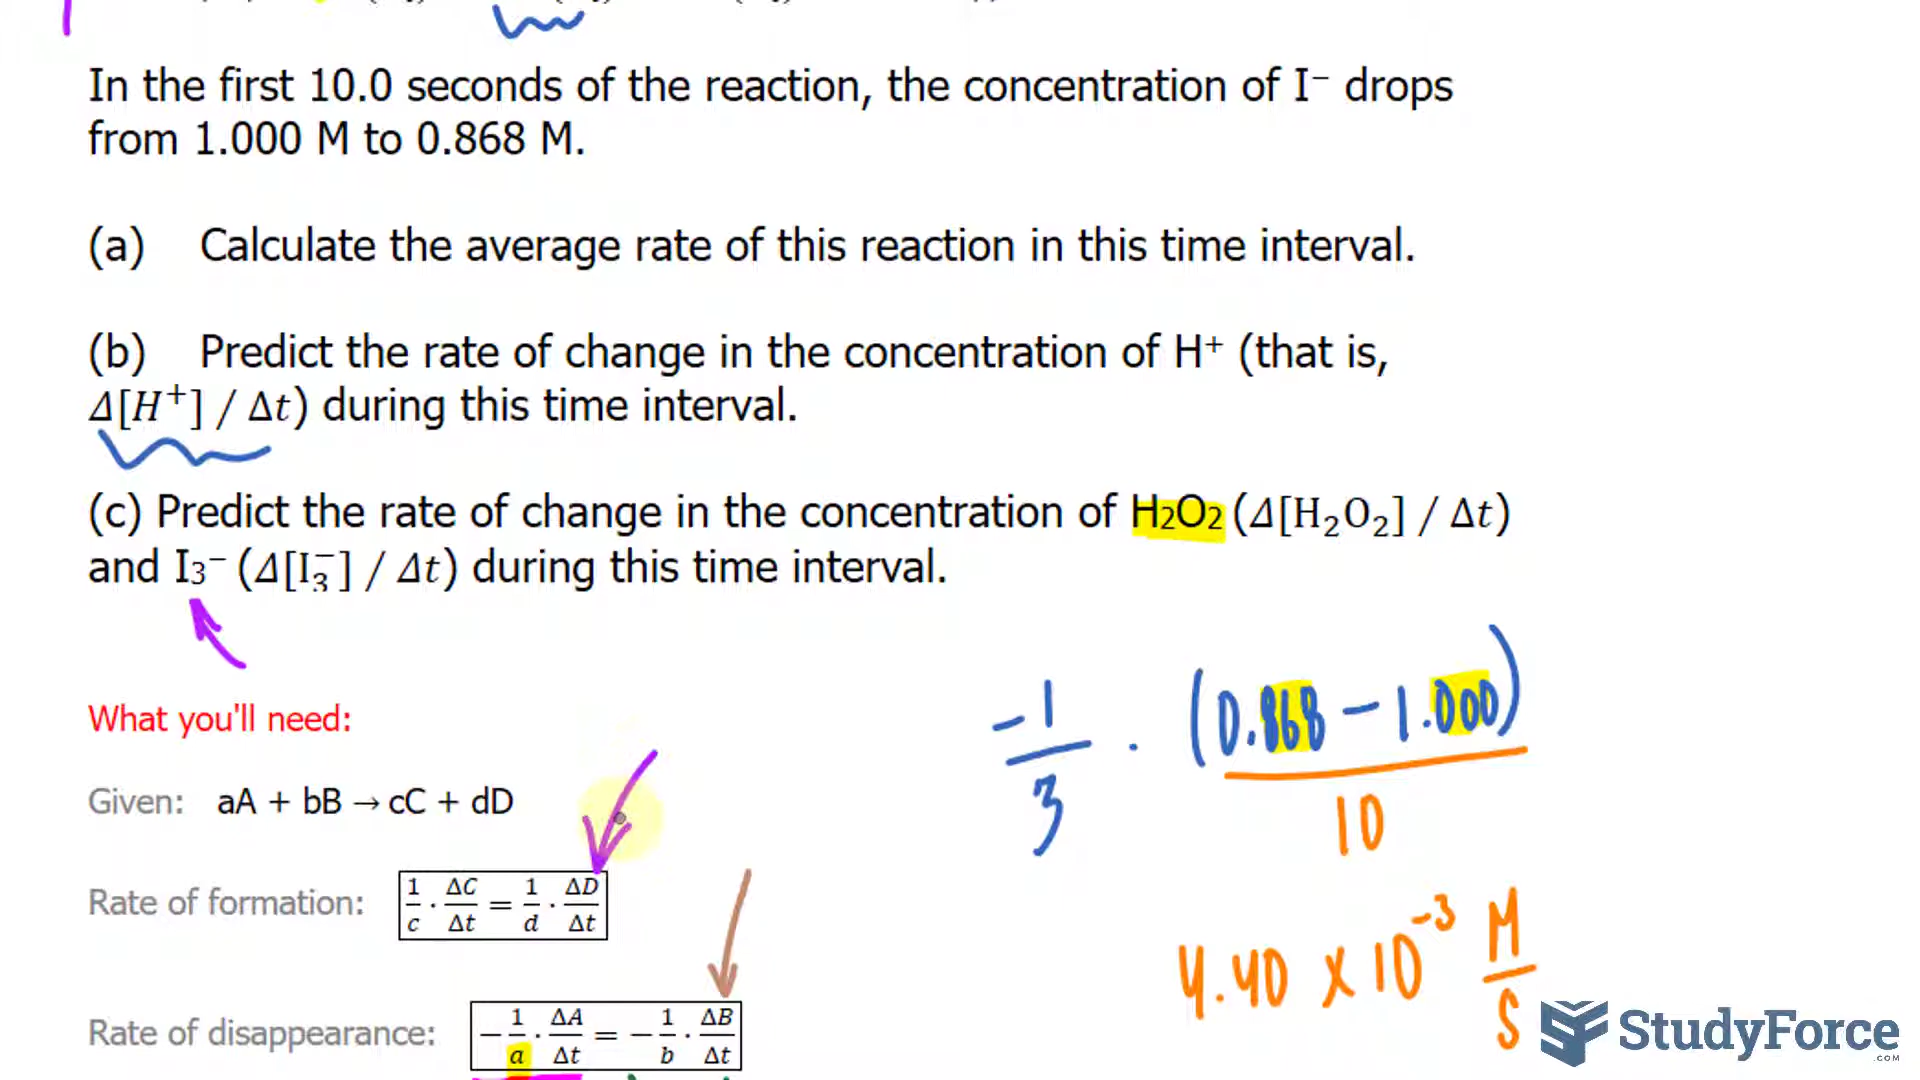 In the first 10.0 seconds of the reaction, the concentration of I⁻ drops
from 1.000 M to 0.868 M.
(a) Calculate the average rate of this reaction in this time interval.
(b) Predict the rate of change in the concentration of H⁺ (that is,
Δ[H⁺] / Δt) during this time interval.
(c) Predict the rate of change in the concentration of H₂O₂ (Δ[H₂O₂] / Δt)
and I₃⁻ (Δ[I₃⁻] / Δt) during this time interval.
-1/3 · (0.868 - 1.000)/10
What you'll need:
Given: aA + bB → cC + dD
Rate of formation: 1/c · ΔC/Δt = 1/d · ΔD/Δt
4.40 x 10⁻³ M/s
Rate of disappearance: −1/a · ΔA/Δt = −1/b · ΔB/Δt
StudyForce
.COM